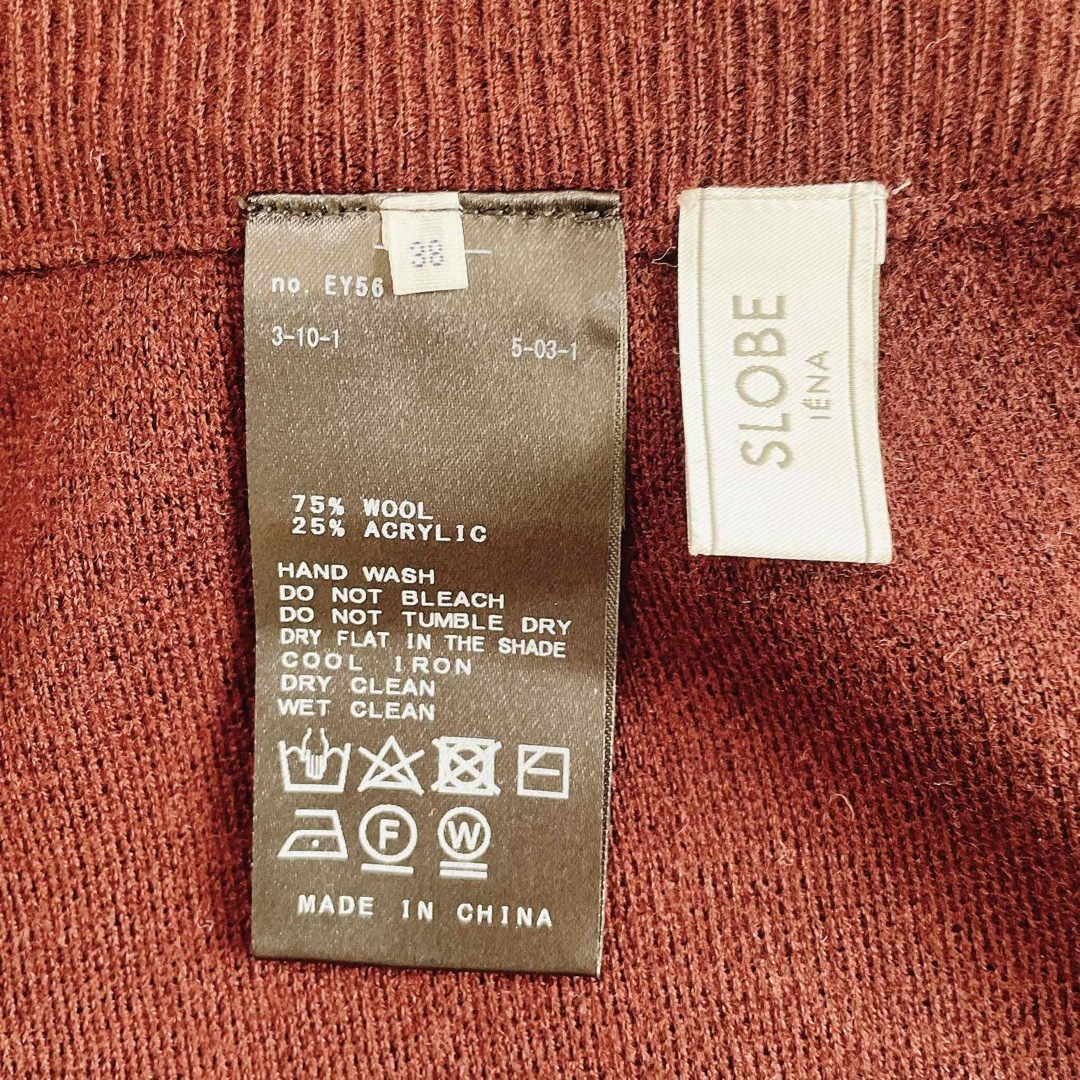 38
no. EY56
3-10-1 5-03-1
75% WOOL
25% ACRYLIC
HAND WASH
DO NOT BLEACH
DO NOT TUMBLE DRY
DRY FLAT IN THE SHADE
COOL IRON
DRY CLEAN
WET CLEAN
F W
MADE IN CHINA
SLOBE
IÉNA